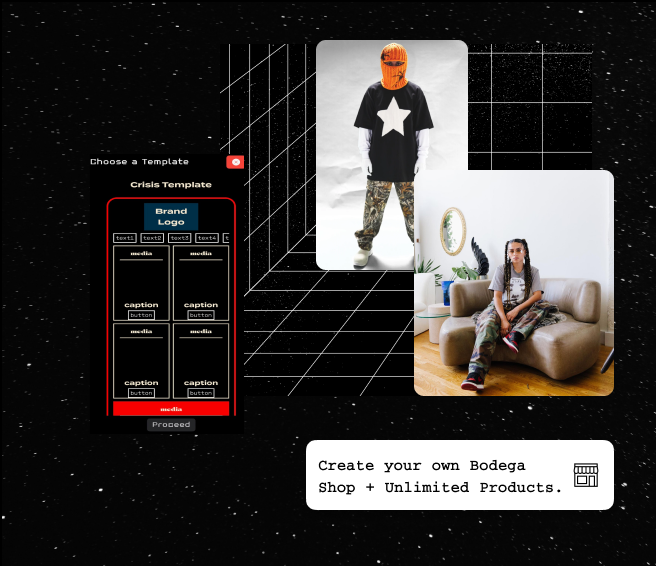 Choose a Template
Crisis Template
Brand
Logo
text1 text2 text3 text4 t
media media
caption caption
button button
media media
caption caption
button button
media
Proceed
Create your own Bodega
Shop + Unlimited Products.